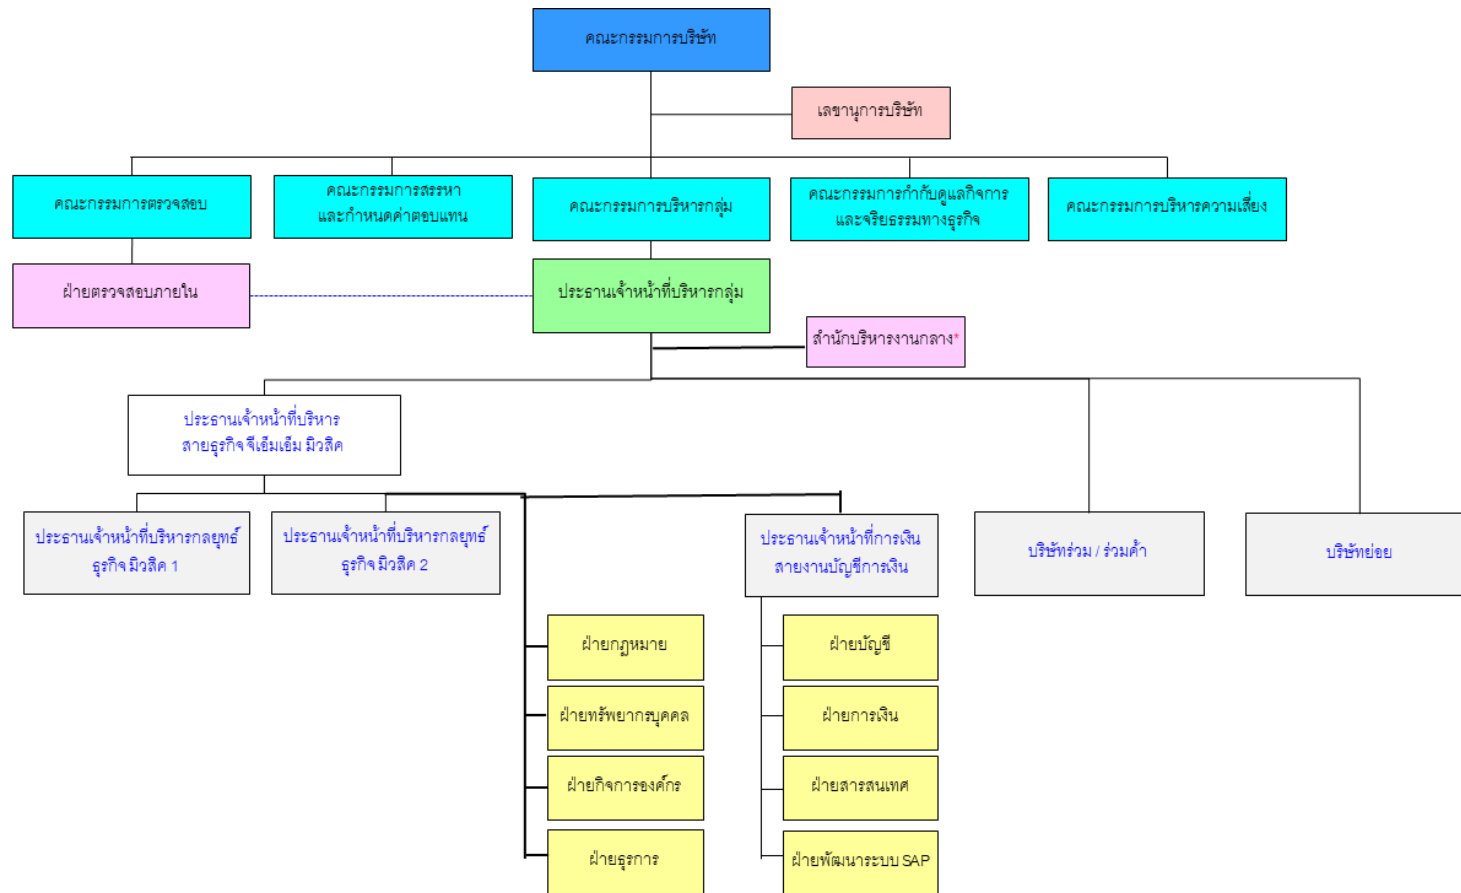 คณะกรรมการบริษัท
เลขานุการบริษัท
คณะกรรมการตรวจสอบ
คณะกรรมการสรรหา
และกำหนดค่าตอบแทน
คณะกรรมการบริหารกลุ่ม
คณะกรรมการกำกับดูแลกิจการ
และจริยธรรมทางธุรกิจ
คณะกรรมการบริหารความเสี่ยง
ฝ่ายตรวจสอบภายใน
ประธานเจ้าหน้าที่บริหารกลุ่ม
สำนักบริหารงานกลาง*
ประธานเจ้าหน้าที่บริหาร
สายธุรกิจ จีเอ็มเอ็ม มิวสิค
ประธานเจ้าหน้าที่บริหารกลยุทธ์
ธุรกิจ มิวสิค 1
ประธานเจ้าหน้าที่บริหารกลยุทธ์
ธุรกิจ มิวสิค 2
ประธานเจ้าหน้าที่การเงิน
สายงานบัญชีการเงิน
บริษัทร่วม / ร่วมค้า
บริษัทย่อย
ฝ่ายกฎหมาย
ฝ่ายบัญชี
ฝ่ายทรัพยากรบุคคล
ฝ่ายการเงิน
ฝ่ายกิจการองค์กร
ฝ่ายสารสนเทศ
ฝ่ายธุรการ
ฝ่ายพัฒนาระบบ SAP